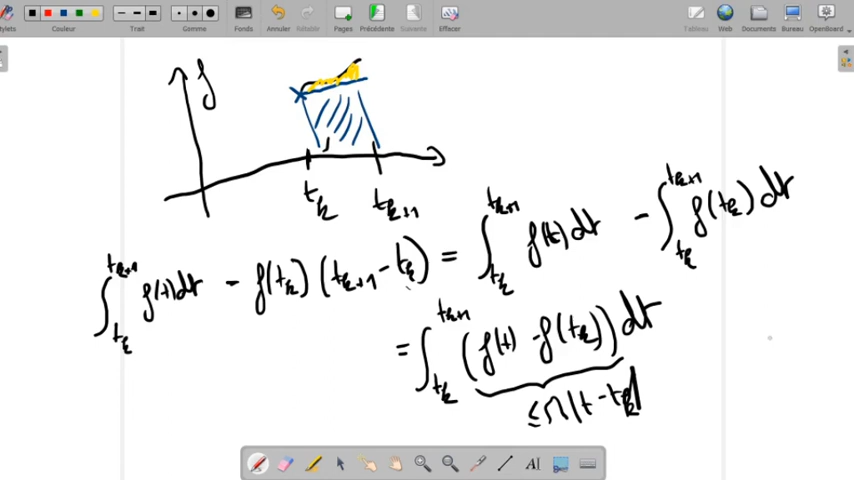 Stylets Couleur Gomme Fonds Annuler Rétablir Pages Précédente Suivante Effacer Tableau Web Documents Bureau OpenBoard
f
t_k t_{k+1}
∫_{t_k}^{t_{k+1}} f(t)dt - f(t_k)(t_{k+1} - t_k) = ∫_{t_k}^{t_{k+1}} f(t)dt - ∫_{t_k}^{t_{k+1}} f(t_k)dt
= ∫_{t_k}^{t_{k+1}} (f(t) - f(t_k))dt
≤ M|t - t_k|